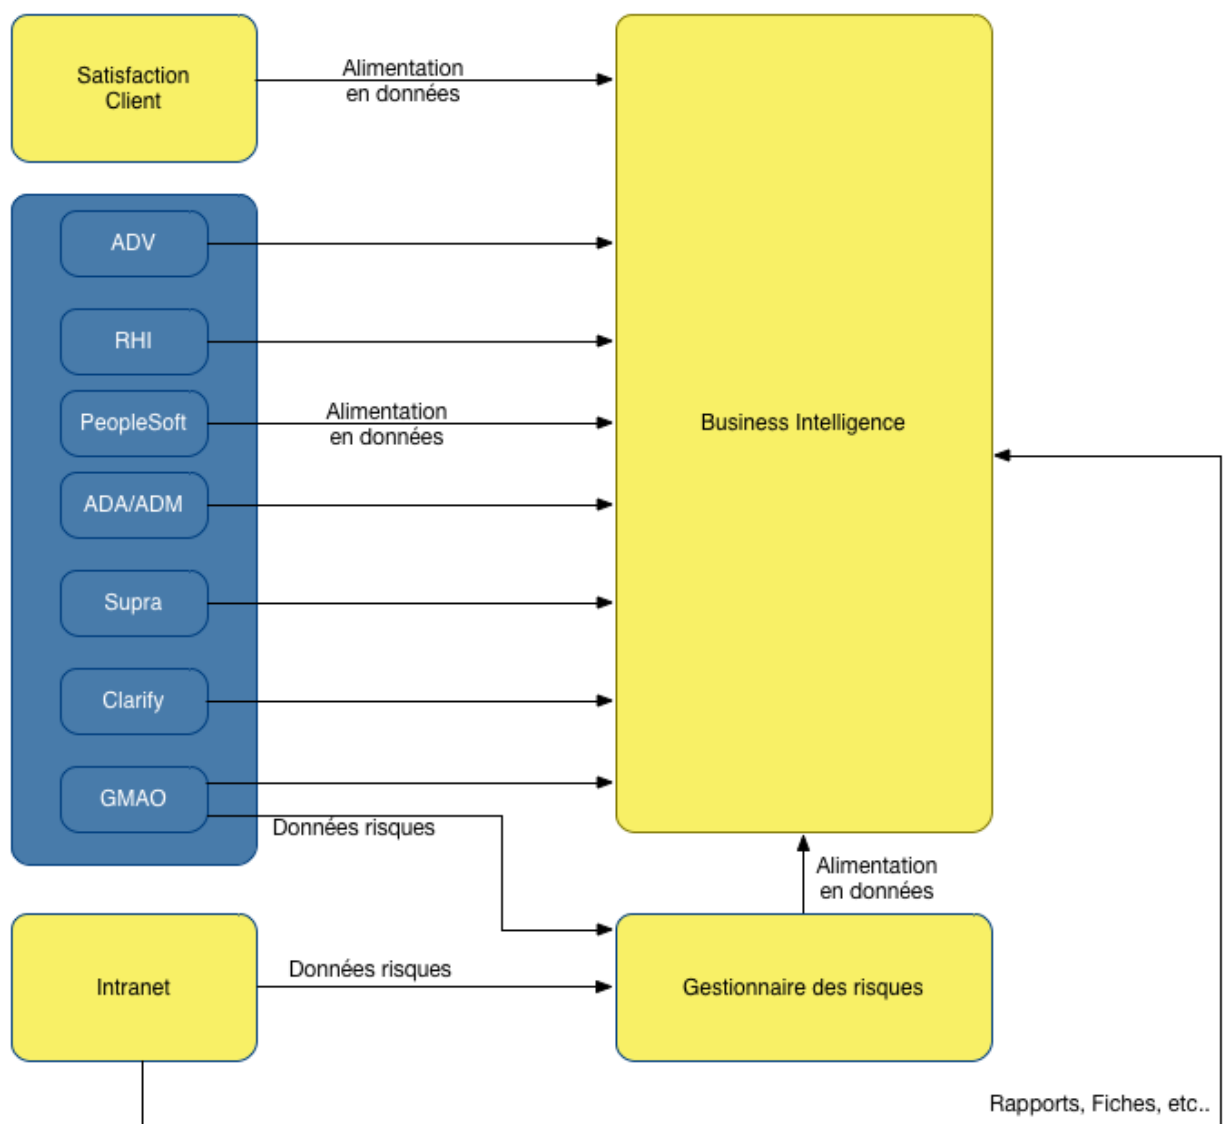 Satisfaction
Client
Alimentation
en données
ADV
RHI
PeopleSoft
Alimentation
en données
Business Intelligence
ADA/ADM
Supra
Clarify
GMAO
Données risques
Alimentation
en données
Intranet
Données risques
Gestionnaire des risques
Rapports, Fiches, etc..